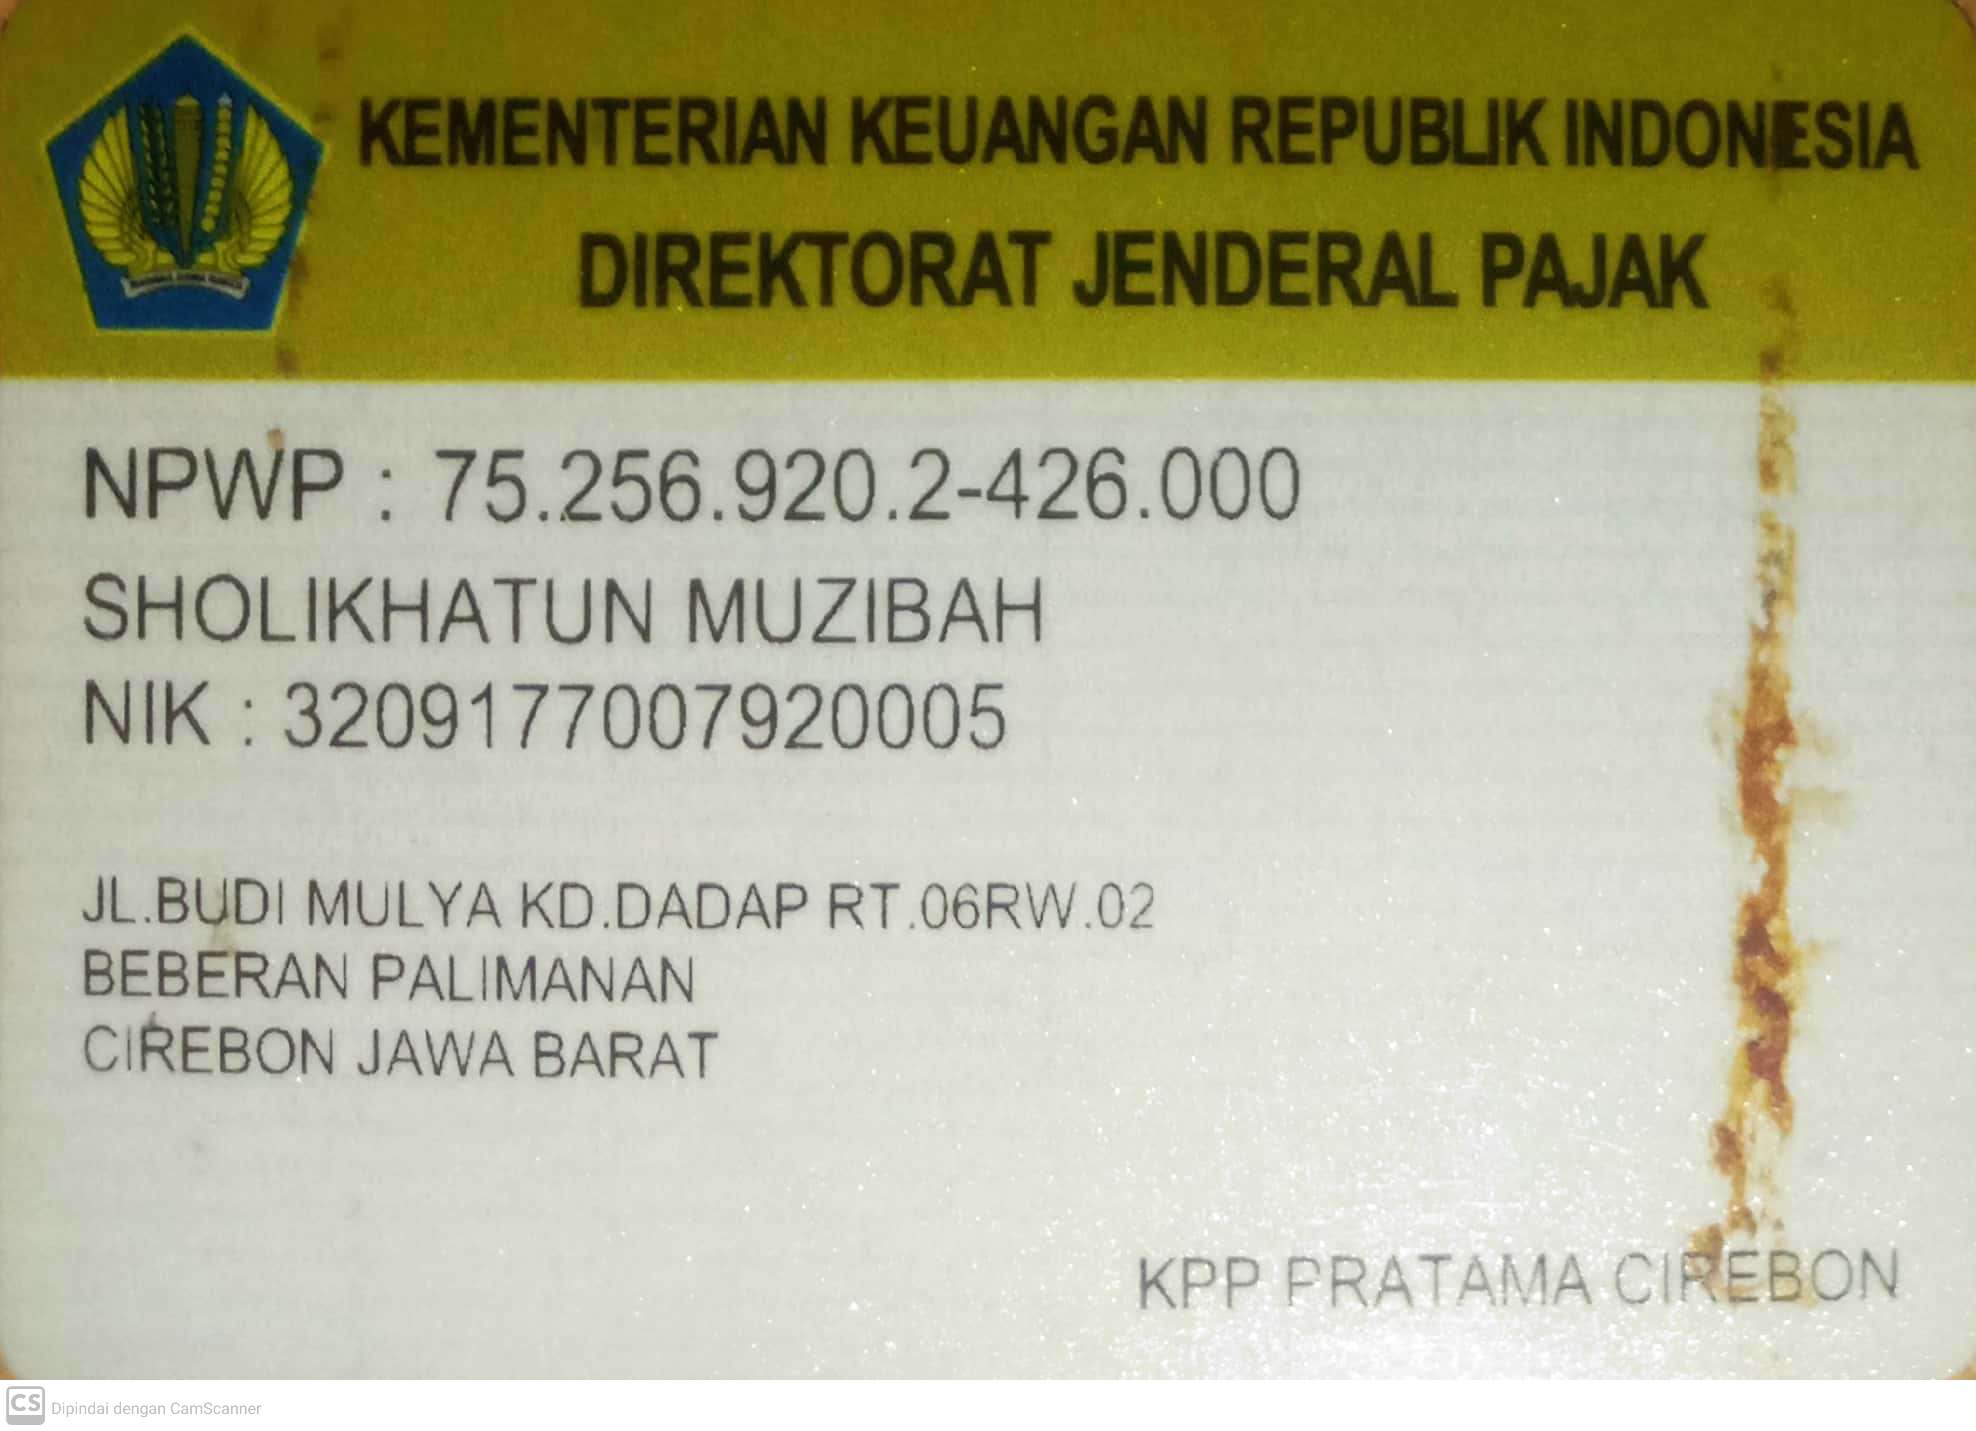 KEMENTERIAN KEUANGAN REPUBLIK INDONESIA
DIREKTORAT JENDERAL PAJAK
NPWP : 75.256.920.2-426.000
SHOLIKHATUN MUZIBAH
NIK : 3209177007920005
JL.BUDI MULYA KD.DADAP RT.06RW.02
BEBERAN PALIMANAN
CIREBON JAWA BARAT
KPP PRATAMA CIREBON
CS Dipindai dengan CamScanner